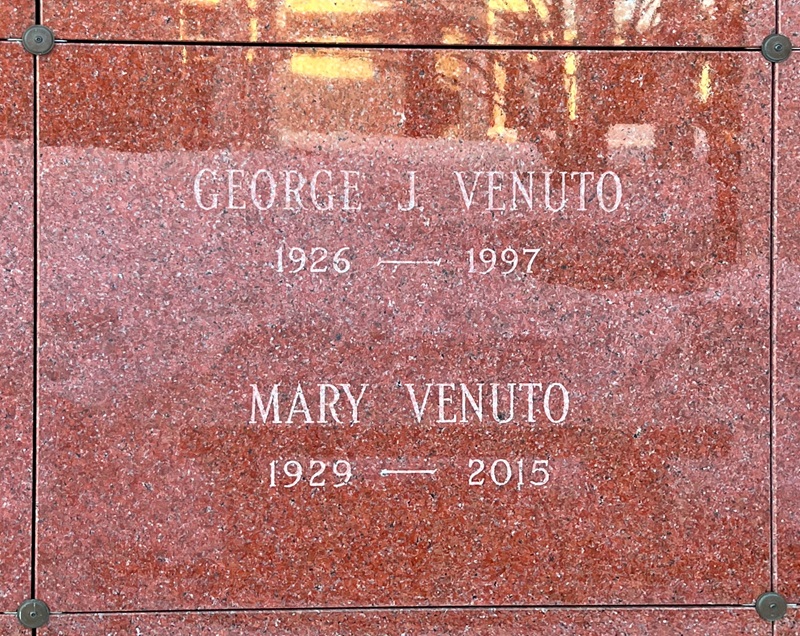 GEORGE J. VENUTO
1926 — 1997
MARY VENUTO
1929 — 2015